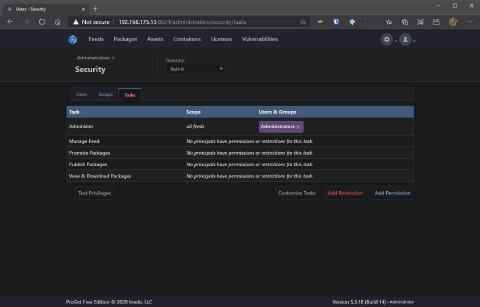 Users - Security
Not secure | 192.168.175.13:8624/administration/security/tasks
Feeds Packages Assets Containers Licenses Vulnerabilities
Administration >
Security
Directory:
Built-In
Users Groups Tasks
Task Scope Users & Groups
Administer all feeds Administrators x
Manage Feed No principals have permissions or restrictions for this task.
Promote Packages No principals have permissions or restrictions for this task.
Publish Packages No principals have permissions or restrictions for this task.
View & Download Packages No principals have permissions or restrictions for this task.
Test Privileges Customize Tasks Add Restriction Add Permission
ProGet Free Edition © 2020 Inedo, LLC Version 5.3.18 (Build 14) - Administrator